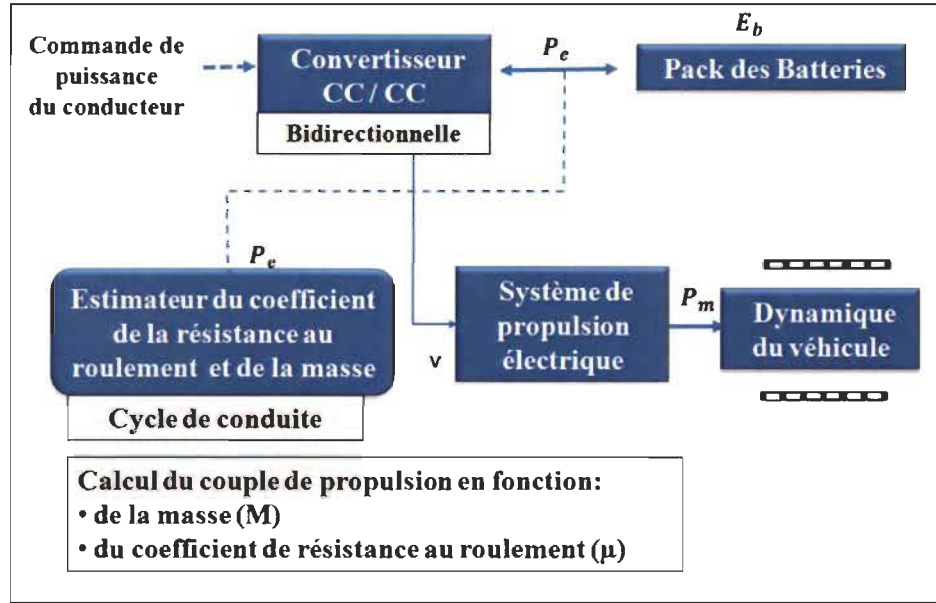 Commande de
puissance
du conducteur
Convertisseur
CC / CC
Bidirectionnelle
P_e
E_b
Pack des Batteries
P_e
Estimateur du coefficient
de la résistance au
roulement et de la masse
Cycle de conduite
v
Système de
propulsion
électrique
P_m
Dynamique
du véhicule
Calcul du couple de propulsion en fonction:
• de la masse (M)
• du coefficient de résistance au roulement (µ)